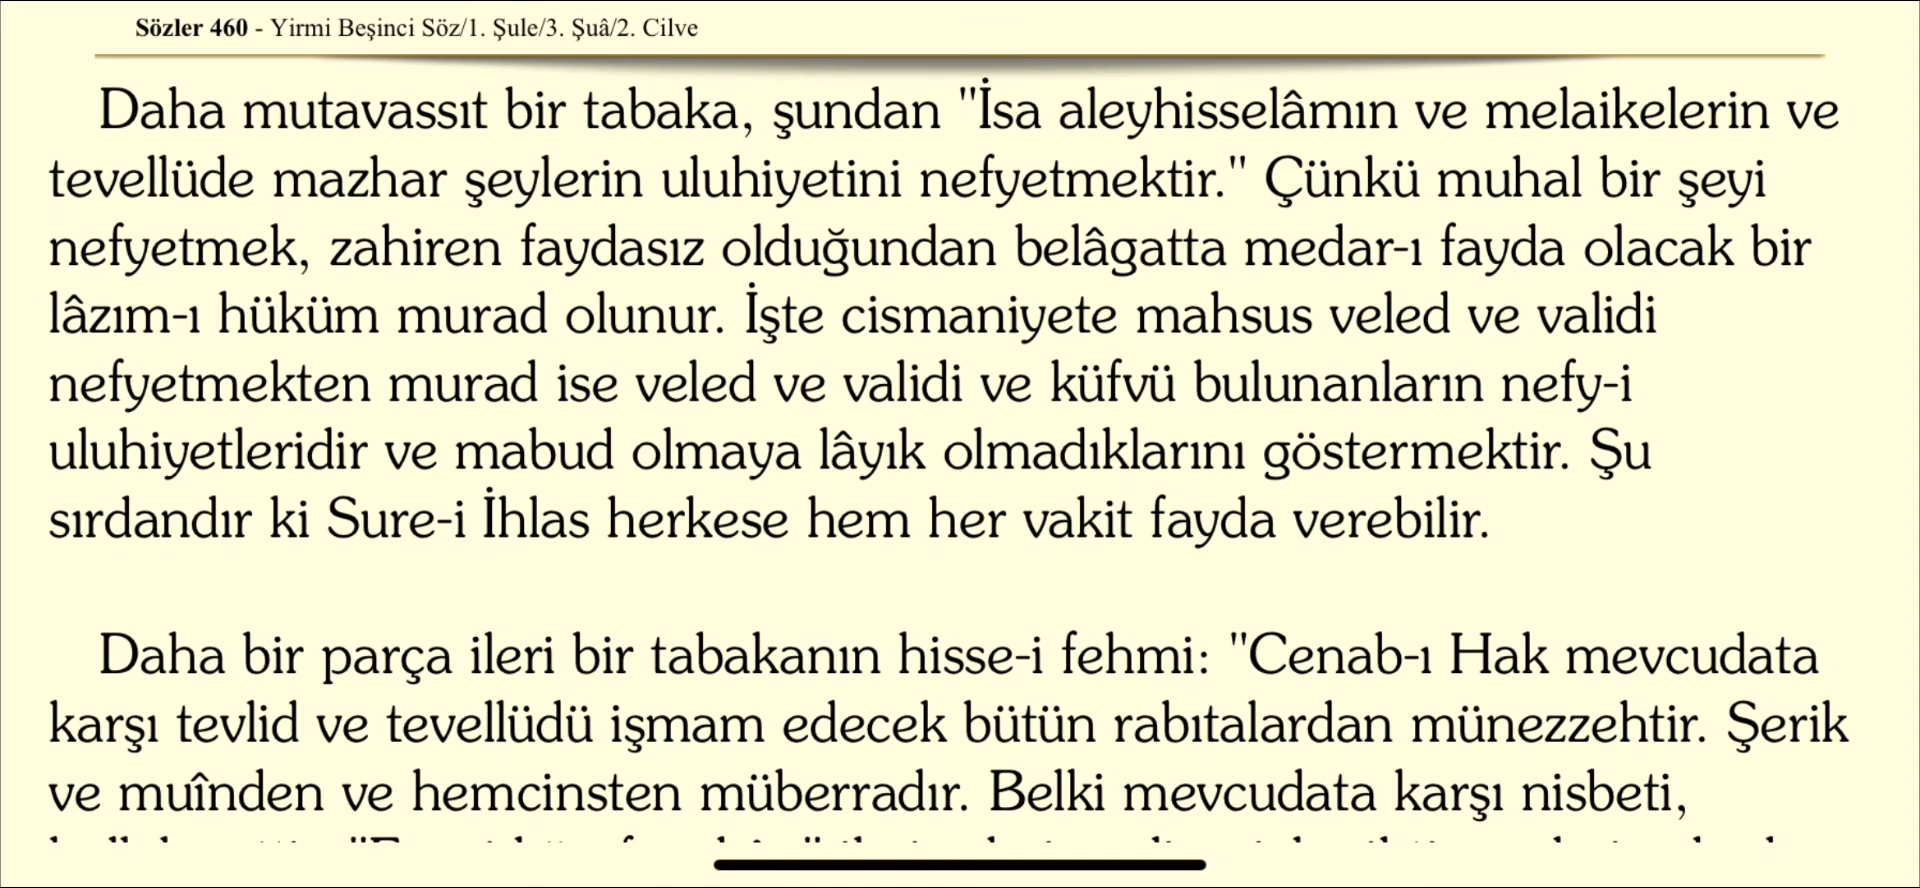 Sözler 460 - Yirmi Beşinci Söz/1. Şule/3. Şuâ/2. Cilve
Daha mutavassıt bir tabaka, şundan "İsa aleyhisselâmın ve melaikelerin ve
tevellüde mazhar şeylerin uluhiyetini nefyetmektir." Çünkü muhal bir şeyi
nefyetmek, zahiren faydasız olduğundan belâgatta medar-ı fayda olacak bir
lâzım-ı hüküm murad olunur. İşte cismaniyete mahsus veled ve validi
nefyetmekten murad ise veled ve validi ve küfvü bulunanların nefy-i
uluhiyetleridir ve mabud olmaya lâyık olmadıklarını göstermektir. Şu
sırdandır ki Sure-i İhlas herkese hem her vakit fayda verebilir.
Daha bir parça ileri bir tabakanın hisse-i fehmi: "Cenab-ı Hak mevcudata
karşı tevlid ve tevellüdü işmam edecek bütün rabıtalardan münezzehtir. Şerik
ve muînden ve hemcinsten müberradır. Belki mevcudata karşı nisbeti,